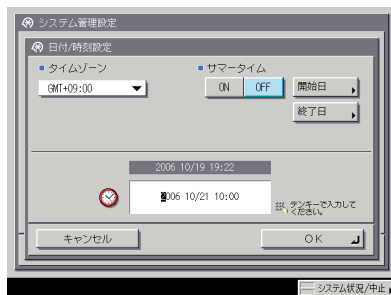 システム管理設定
日付/時刻設定
タイムゾーン
サマータイム
GMT+09:00
ON
OFF
開始日
終了日
2006 10/19 19:22
2006 10/21 10:00
テンキーで入力して
ください。
キャンセル
OK
システム状況/中止